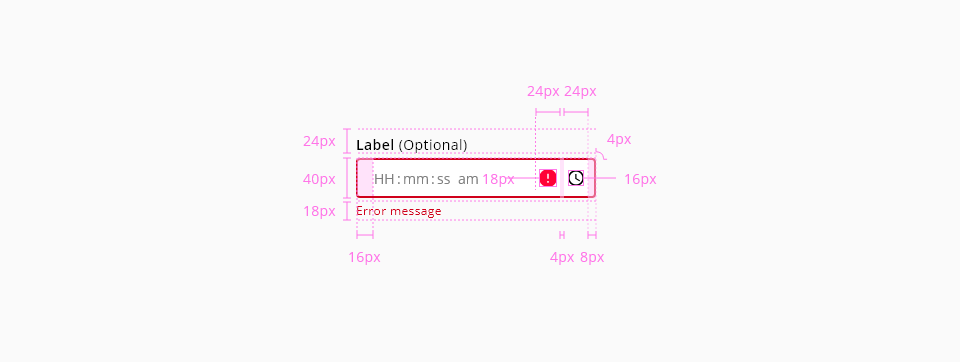 24px 24px
24px Label (Optional) 4px
40px HH:mm:ss am 18px 16px
18px Error message
16px 4px 8px